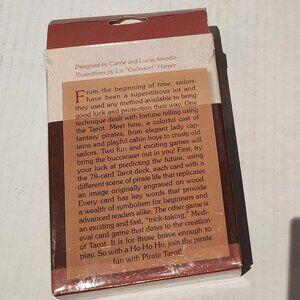 Designed by Carrie and Lucas Amodio
Illustrations by Liz "Galindorf" Harper
From the beginning of time, sailors
have been a superstitious lot and
they used any method available to bring
good luck and protection their way. One
technique dealt with fortune telling using
the Tarot. Meet here, a colorful cast of
fantasy pirates, from elegant lady cap-
tains and playful cabin boys to crusty old
sailors. Two fun and exciting games will
bring the buccaneer out in you! First, try
your luck at predicting the future, using
the 78-card Tarot deck, each card with a
different scene of pirate life that replicates
an image originally engraved on wood.
Every card has key words that provide
a wealth of symbolism for beginners and
advanced readers alike. The other game is
an exciting and fast, "trick-taking," Medi-
eval card game that dates to the creation
of Tarot. It is for those brave enough to
play. So with a Ho Ho Ho, join the pirate
fun with Pirate Tarot!